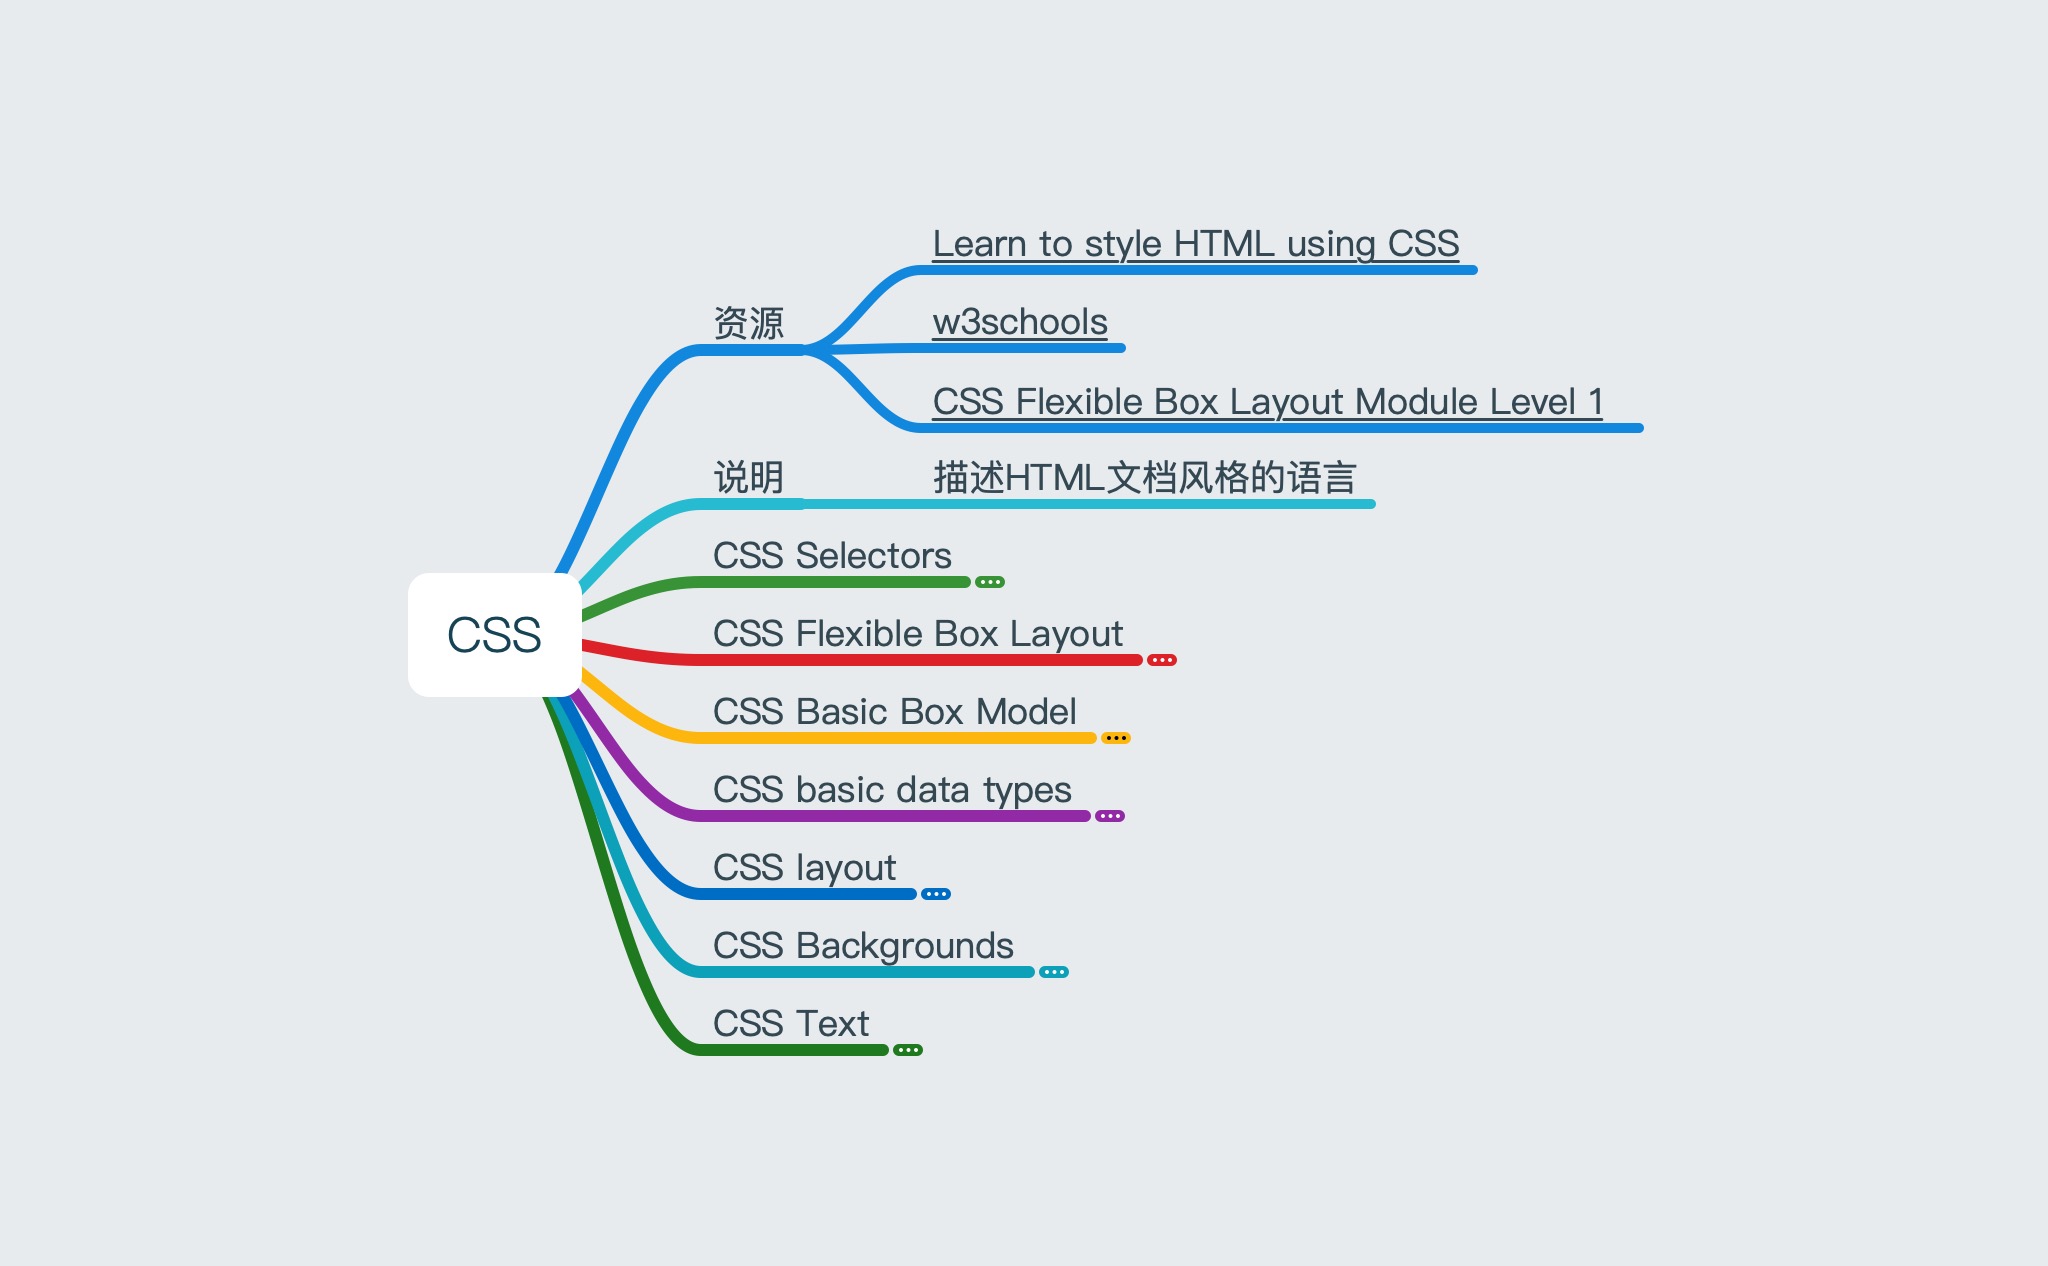 CSS
资源
Learn to style HTML using CSS
w3schools
CSS Flexible Box Layout Module Level 1
说明
描述HTML文档风格的语言
CSS Selectors
CSS Flexible Box Layout
CSS Basic Box Model
CSS basic data types
CSS layout
CSS Backgrounds
CSS Text